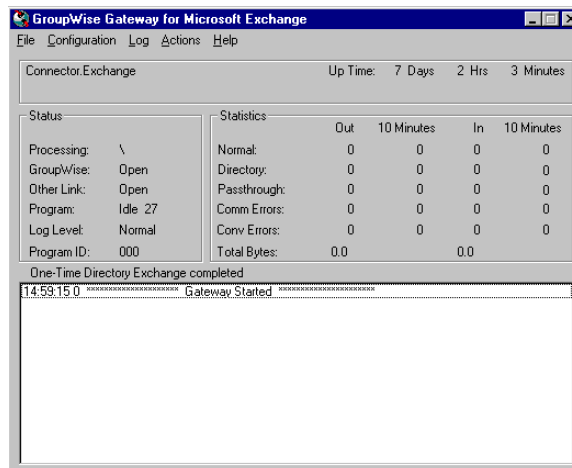 GroupWise Gateway for Microsoft Exchange
File Configuration Log Actions Help
Connector.Exchange Up Time: 7 Days 2 Hrs 3 Minutes
Status Statistics
Out 10 Minutes In 10 Minutes
Processing: \ Normal: 0 0 0 0
GroupWise: Open Directory: 0 0 0 0
Other Link: Open Passthrough: 0 0 0 0
Program: Idle 27 Comm Errors: 0 0 0 0
Log Level: Normal Conv Errors: 0 0 0 0
Program ID: 000 Total Bytes: 0.0 0.0
One-Time Directory Exchange completed
14:59:15 0 ********************* Gateway Started **********************